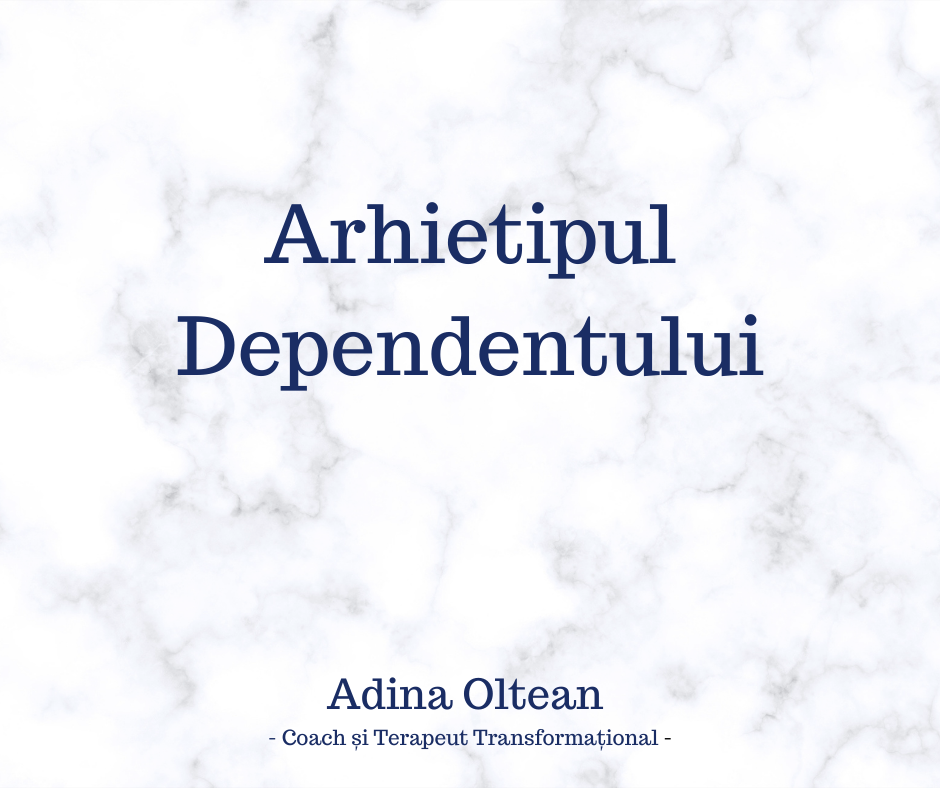 Arhietipul
Dependentului
Adina Oltean
- Coach și Terapeut Transformațional -